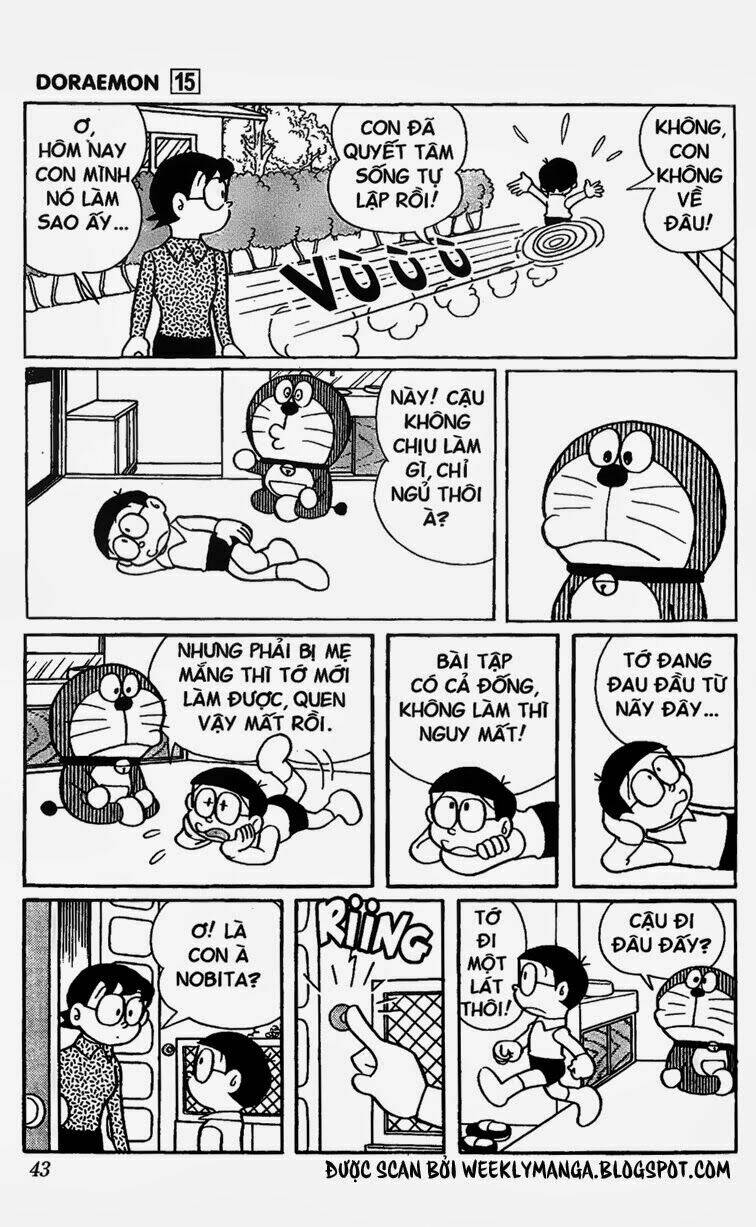 DORAEMON 15
KHÔNG,
CON
KHÔNG
VỀ
ĐÂU!
CON ĐÃ
QUYẾT TÂM
SỐNG TỰ
LẬP RỒI!
VÙÙÙ
Ơ,
HÔM NAY
CON MÌNH
NÓ LÀM
SAO ẤY...
NÀY! CẬU
KHÔNG
CHỊU LÀM
GÌ, CHỈ
NGỦ THÔI
À?
TỚ ĐANG
ĐAU ĐẦU TỪ
NÃY ĐÂY...
BÀI TẬP
CÓ CẢ ĐỐNG,
KHÔNG LÀM THÌ
NGUY MẤT!
NHƯNG PHẢI BỊ MẸ
MẮNG THÌ TỚ MỚI
LÀM ĐƯỢC, QUEN
VẬY MẤT RỒI.
CẬU ĐI
ĐÂU ĐẤY?
TỚ
ĐI
MỘT
LÁT
THÔI!
RIIING
Ơ! LÀ
CON À
NOBITA?
43
ĐƯỢC SCAN BỞI WEEKLYMANGA.BLOGSPOT.COM